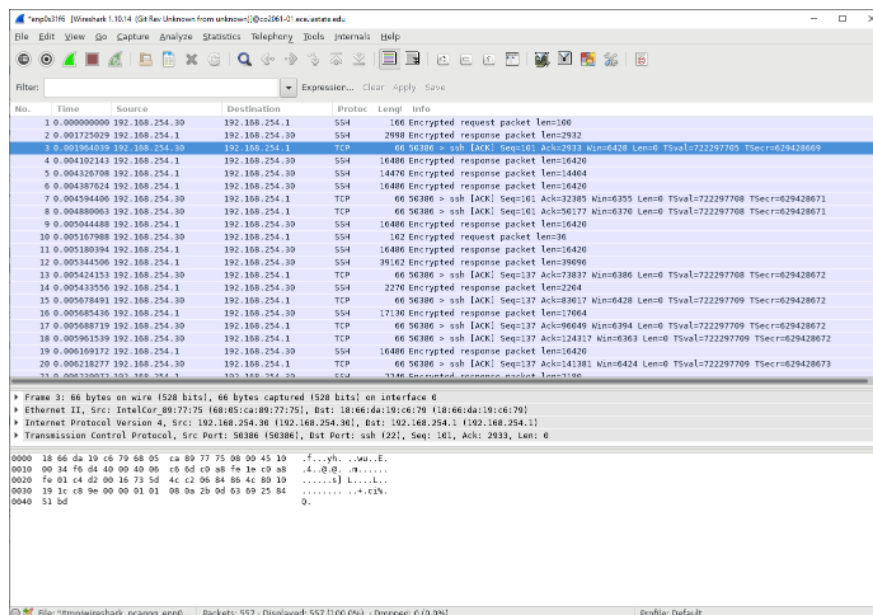 *enp0s31f6 [Wireshark 1.10.14 (Git Rev Unknown from unknown)]@co2061-01.ece.iastate.edu
File Edit View Go Capture Analyze Statistics Telephony Tools Internals Help
Filter: Expression... Clear Apply Save
No. Time Source Destination Protoc Lengt Info
1 0.000000000 192.168.254.30 192.168.254.1 SSH 166 Encrypted request packet len=100
2 0.001725029 192.168.254.1 192.168.254.30 SSH 2998 Encrypted response packet len=2932
3 0.001964039 192.168.254.30 192.168.254.1 TCP 66 50386 > ssh [ACK] Seq=101 Ack=2933 Win=6428 Len=0 TSval=722297705 TSecr=629428669
4 0.004102143 192.168.254.1 192.168.254.30 SSH 16486 Encrypted response packet len=16420
5 0.004326708 192.168.254.1 192.168.254.30 SSH 14470 Encrypted response packet len=14404
6 0.004387624 192.168.254.1 192.168.254.30 SSH 16486 Encrypted response packet len=16420
7 0.004594406 192.168.254.30 192.168.254.1 TCP 66 50386 > ssh [ACK] Seq=101 Ack=32385 Win=6355 Len=0 TSval=722297708 TSecr=629428671
8 0.004880063 192.168.254.30 192.168.254.1 TCP 66 50386 > ssh [ACK] Seq=101 Ack=50177 Win=6370 Len=0 TSval=722297708 TSecr=629428671
9 0.005044488 192.168.254.1 192.168.254.30 SSH 16486 Encrypted response packet len=16420
10 0.005167988 192.168.254.30 192.168.254.1 SSH 102 Encrypted request packet len=36
11 0.005180394 192.168.254.1 192.168.254.30 SSH 16486 Encrypted response packet len=16420
12 0.005344506 192.168.254.1 192.168.254.30 SSH 39162 Encrypted response packet len=39096
13 0.005424153 192.168.254.30 192.168.254.1 TCP 66 50386 > ssh [ACK] Seq=137 Ack=73837 Win=6386 Len=0 TSval=722297708 TSecr=629428672
14 0.005433556 192.168.254.1 192.168.254.30 SSH 2270 Encrypted response packet len=2204
15 0.005678491 192.168.254.30 192.168.254.1 TCP 66 50386 > ssh [ACK] Seq=137 Ack=83017 Win=6428 Len=0 TSval=722297709 TSecr=629428672
16 0.005685436 192.168.254.1 192.168.254.30 SSH 17130 Encrypted response packet len=17064
17 0.005688719 192.168.254.30 192.168.254.1 TCP 66 50386 > ssh [ACK] Seq=137 Ack=96049 Win=6394 Len=0 TSval=722297709 TSecr=629428672
18 0.005961539 192.168.254.30 192.168.254.1 TCP 66 50386 > ssh [ACK] Seq=137 Ack=124317 Win=6363 Len=0 TSval=722297709 TSecr=629428672
19 0.006169172 192.168.254.1 192.168.254.30 SSH 16486 Encrypted response packet len=16420
20 0.006218277 192.168.254.30 192.168.254.1 TCP 66 50386 > ssh [ACK] Seq=137 Ack=141381 Win=6424 Len=0 TSval=722297709 TSecr=629428673
Frame 3: 66 bytes on wire (528 bits), 66 bytes captured (528 bits) on interface 0
Ethernet II, Src: IntelCor_89:77:75 (68:05:ca:89:77:75), Dst: 18:66:da:19:c6:79 (18:66:da:19:c6:79)
Internet Protocol Version 4, Src: 192.168.254.30 (192.168.254.30), Dst: 192.168.254.1 (192.168.254.1)
Transmission Control Protocol, Src Port: 50386 (50386), Dst Port: ssh (22), Seq: 101, Ack: 2933, Len: 0
0000 18 66 da 19 c6 79 68 05 ca 89 77 75 08 00 45 10 .f...yh. ..wu..E.
0010 00 34 f6 d4 40 00 40 06 c6 6d c0 a8 fe 1e c0 a8 .4..@.@. .m......
0020 fe 01 c4 d2 00 16 73 5d 4c c2 06 84 86 4c 80 10 ......s] L....L..
0030 19 1c c8 9e 00 00 01 01 08 0a 2b 0d 63 69 25 84 ........ ..+.ci%.
0040 51 bd Q.
Packets: 557 · Displayed: 557 (100.0%) · Dropped: 0 (0.0%) Profile: Default